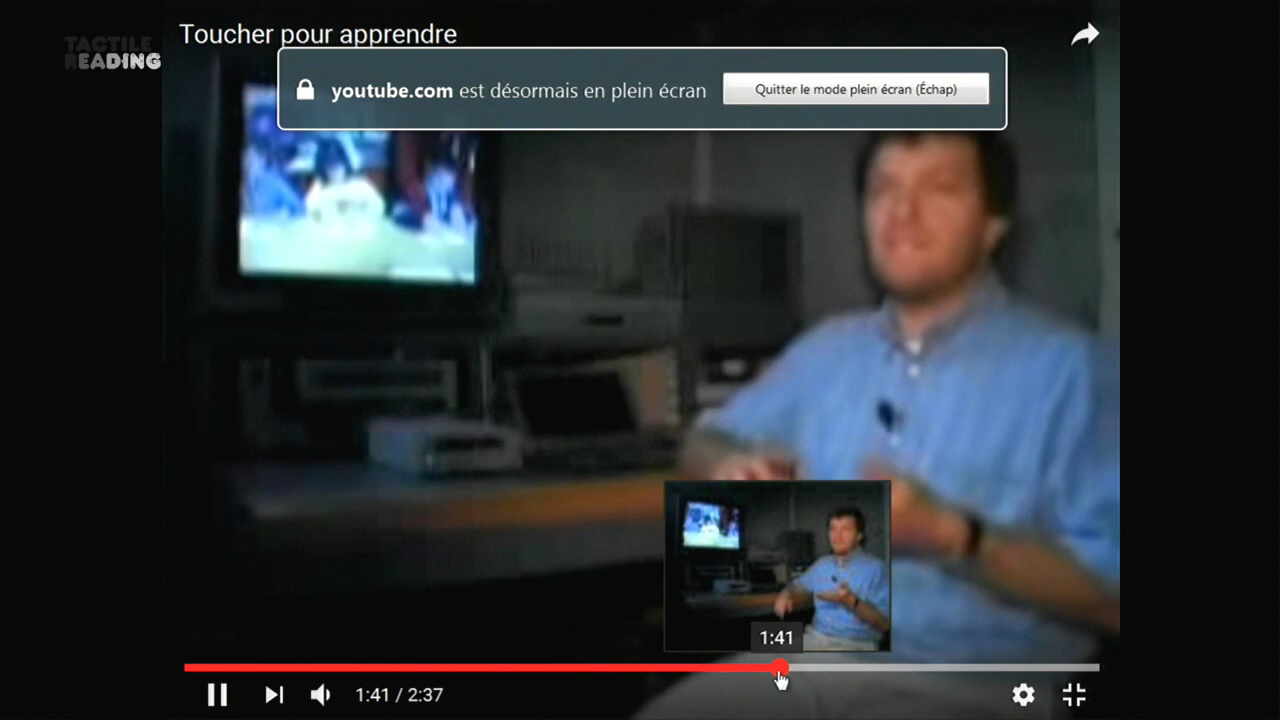 TACTILE
READING
Toucher pour apprendre
youtube.com est désormais en plein écran
Quitter le mode plein écran (Échap)
1:41
1:41 / 2:37